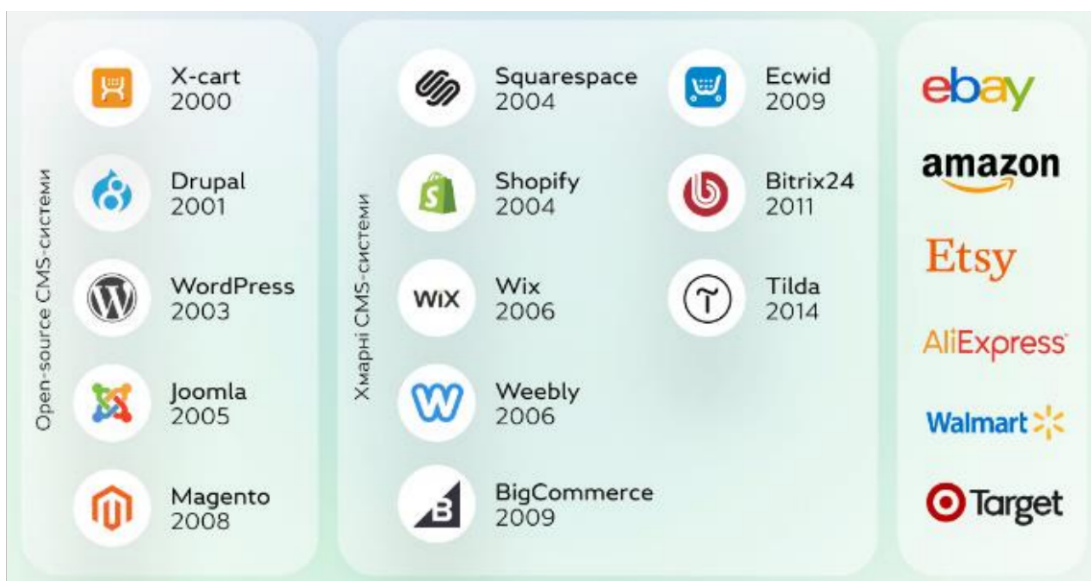 Open-source CMS-системи
X-cart
2000
Drupal
2001
WordPress
2003
Joomla
2005
Magento
2008
Хмарні CMS-системи
Squarespace
2004
Shopify
2004
WiX
Wix
2006
Weebly
2006
B
BigCommerce
2009
Ecwid
2009
Bitrix24
2011
Tilda
2014
ebay
amazon
Etsy
AliExpress
Walmart
Target